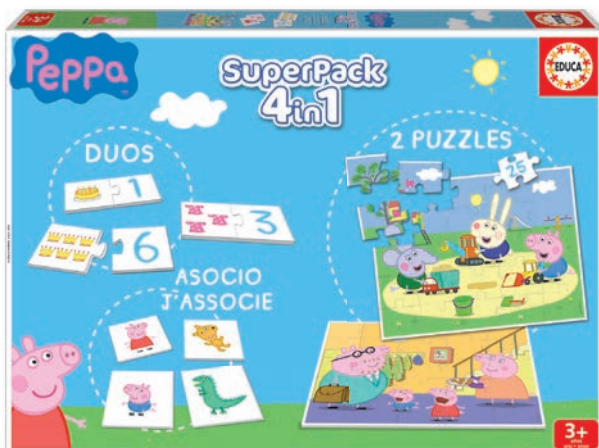 Peppa
SuperPack
4in1
EDUCA
DUOS
1
3
6
ASOCIO
J'ASSOCIE
2 PUZZLES
25
3+